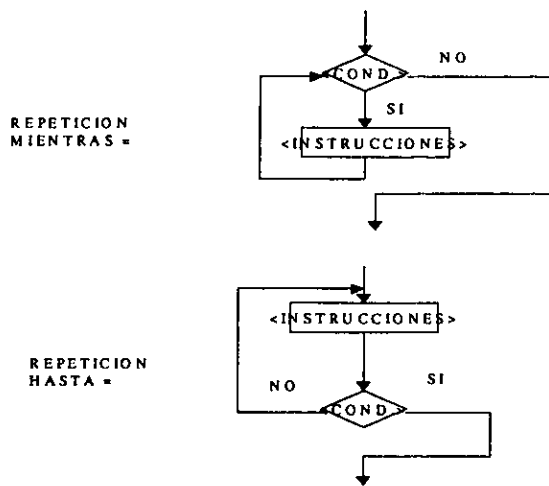 NO
<COND>
SI
REPETICION
MIENTRAS =
<INSTRUCCIONES>
<INSTRUCCIONES>
REPETICION
HASTA =
NO
SI
<COND>